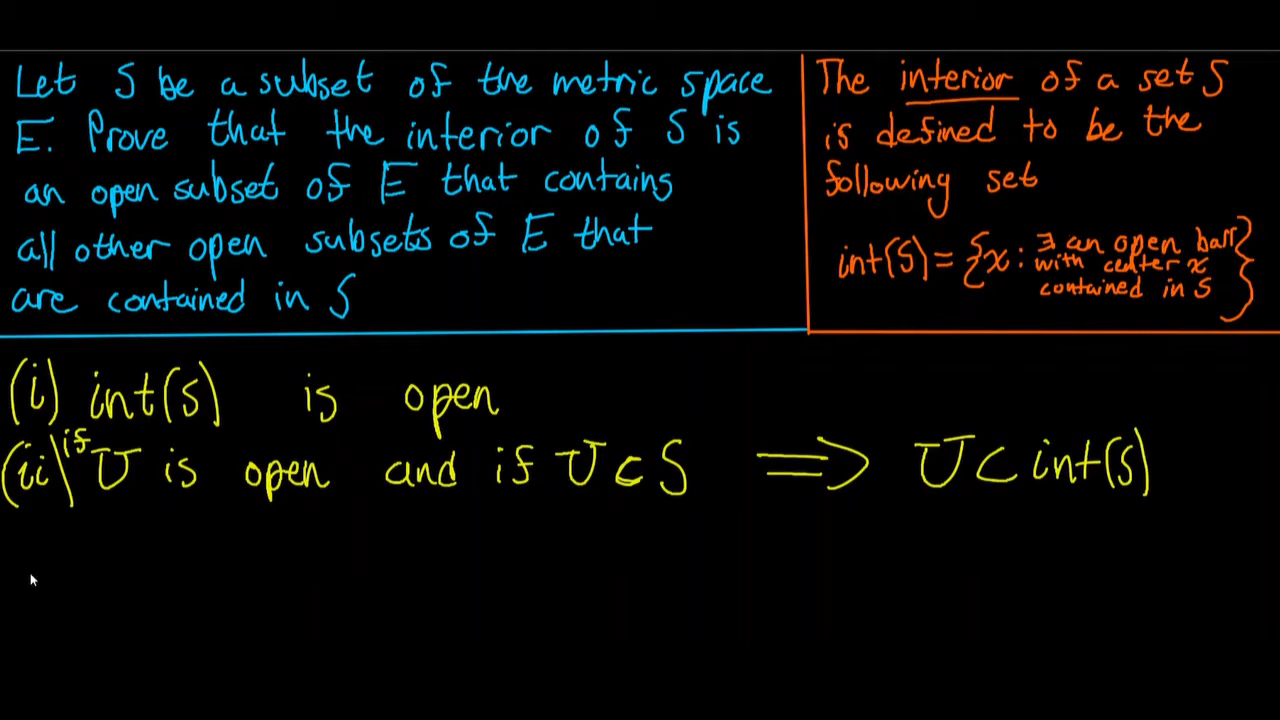 Let S be a subset of the metric space
E. Prove that the interior of S is
an open subset of E that contains
all other open subsets of E that
are contained in S
The interior of a set S
is defined to be the
following set
int(S) = {x : ∃ an open ball
with center x
contained in S}
(i) int(S) is open
(ii) if U is open and if U ⊂ S ⟹ U ⊂ int(S)